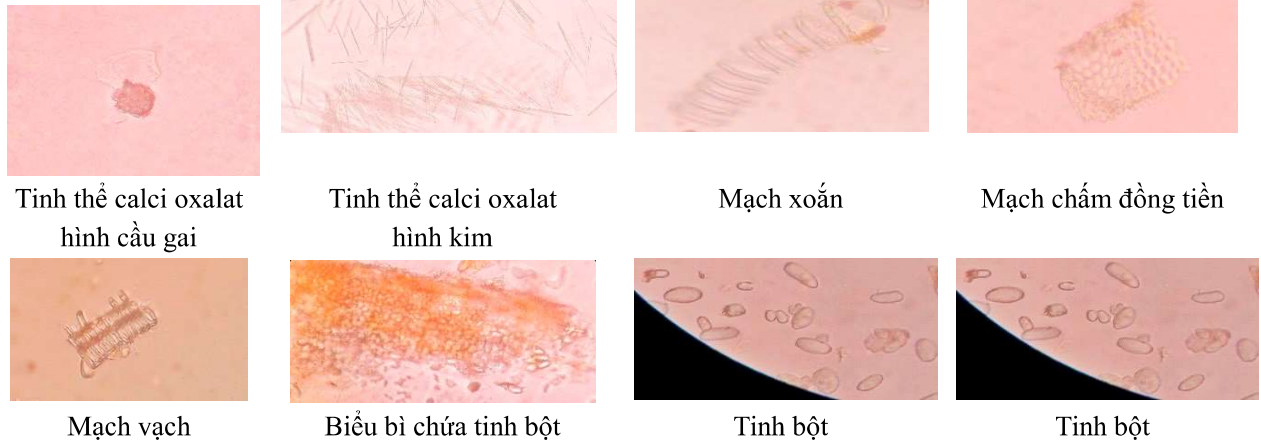 Tinh thể calci oxalat
hình cầu gai
Tinh thể calci oxalat
hình kim
Mạch xoắn
Mạch chấm đồng tiền
Mạch vạch
Biểu bì chứa tinh bột
Tinh bột
Tinh bột